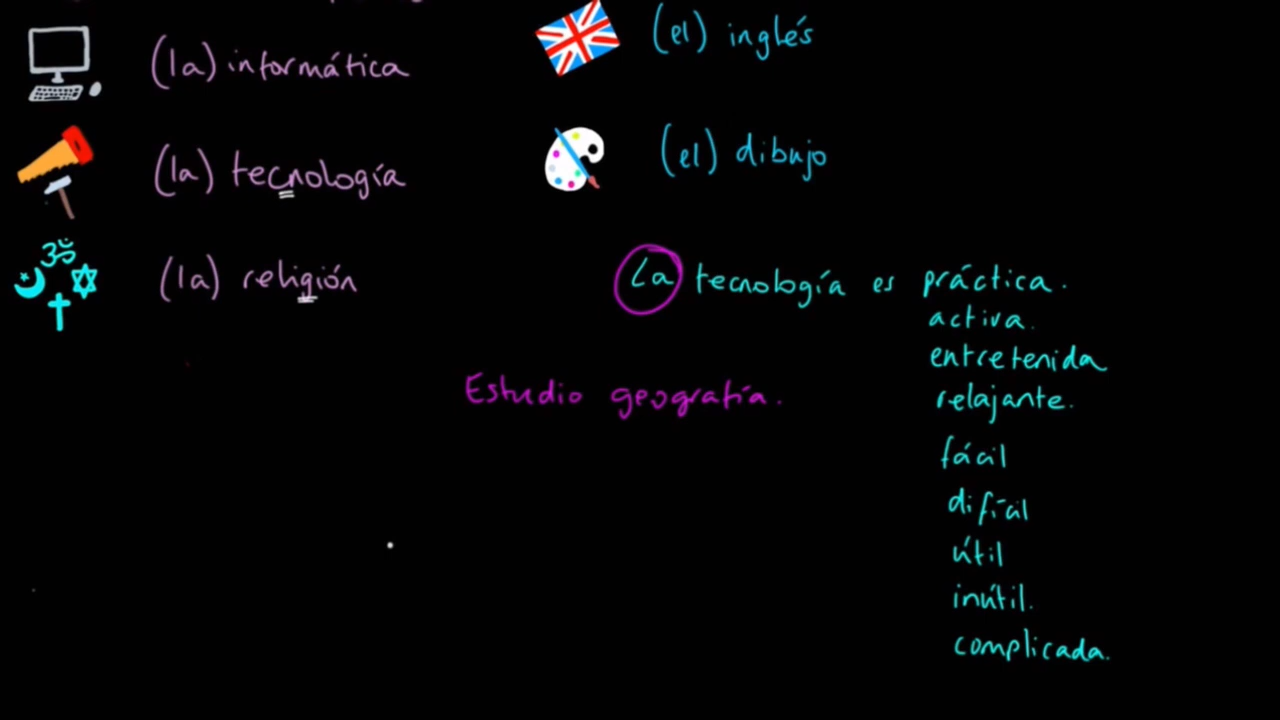 (la) informática
(la) tecnología
(la) religión
(el) inglés
(el) dibujo
La tecnología es práctica.
activa.
entretenida
relajante.
fácil
difícil
útil
inútil.
complicada.
Estudio geografía.